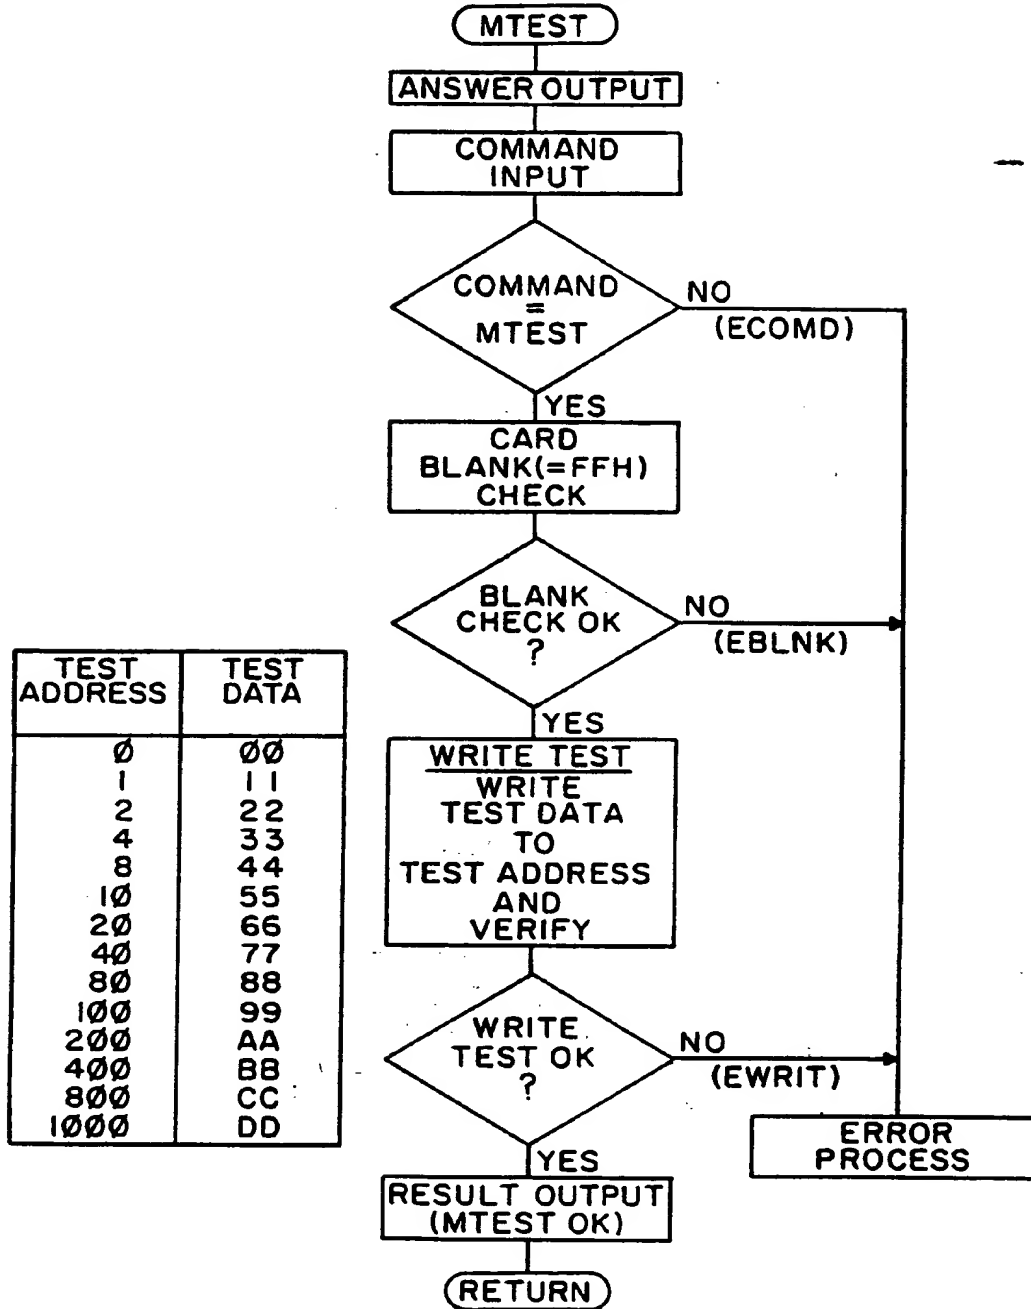 MTEST
ANSWER OUTPUT
COMMAND
INPUT
COMMAND
=
MTEST
NO
(ECOMD)
YES
CARD
BLANK(=FFH)
CHECK
BLANK
CHECK OK
?
NO
(EBLNK)
YES
WRITE TEST
WRITE
TEST DATA
TO
TEST ADDRESS
AND
VERIFY
WRITE
TEST OK
?
NO
(EWRIT)
ERROR
PROCESS
YES
RESULT OUTPUT
(MTEST OK)
RETURN
TEST ADDRESS TEST DATA
Ø ØØ
1 11
2 22
4 33
8 44
1Ø 55
2Ø 66
4Ø 77
8Ø 88
1ØØ 99
2ØØ AA
4ØØ BB
8ØØ CC
1ØØØ DD